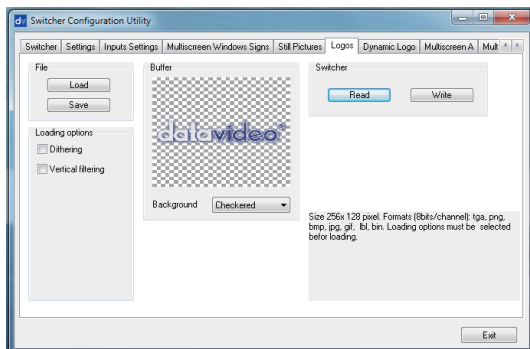 dv Switcher Configuration Utility
Switcher Settings Inputs Settings Multiscreen Windows Signs Still Pictures Logos Dynamic Logo Multiscreen A Mult
File
Load
Save
Loading options
Dithering
Vertical filtering
Buffer
datavideo®
Background Checkered
Switcher
Read Write
Size 256x 128 pixel. Formats (8bits/channel): tga, png,
bmp, jpg, gif, lbl, bin. Loading options must be selected
befor loading.
Exit